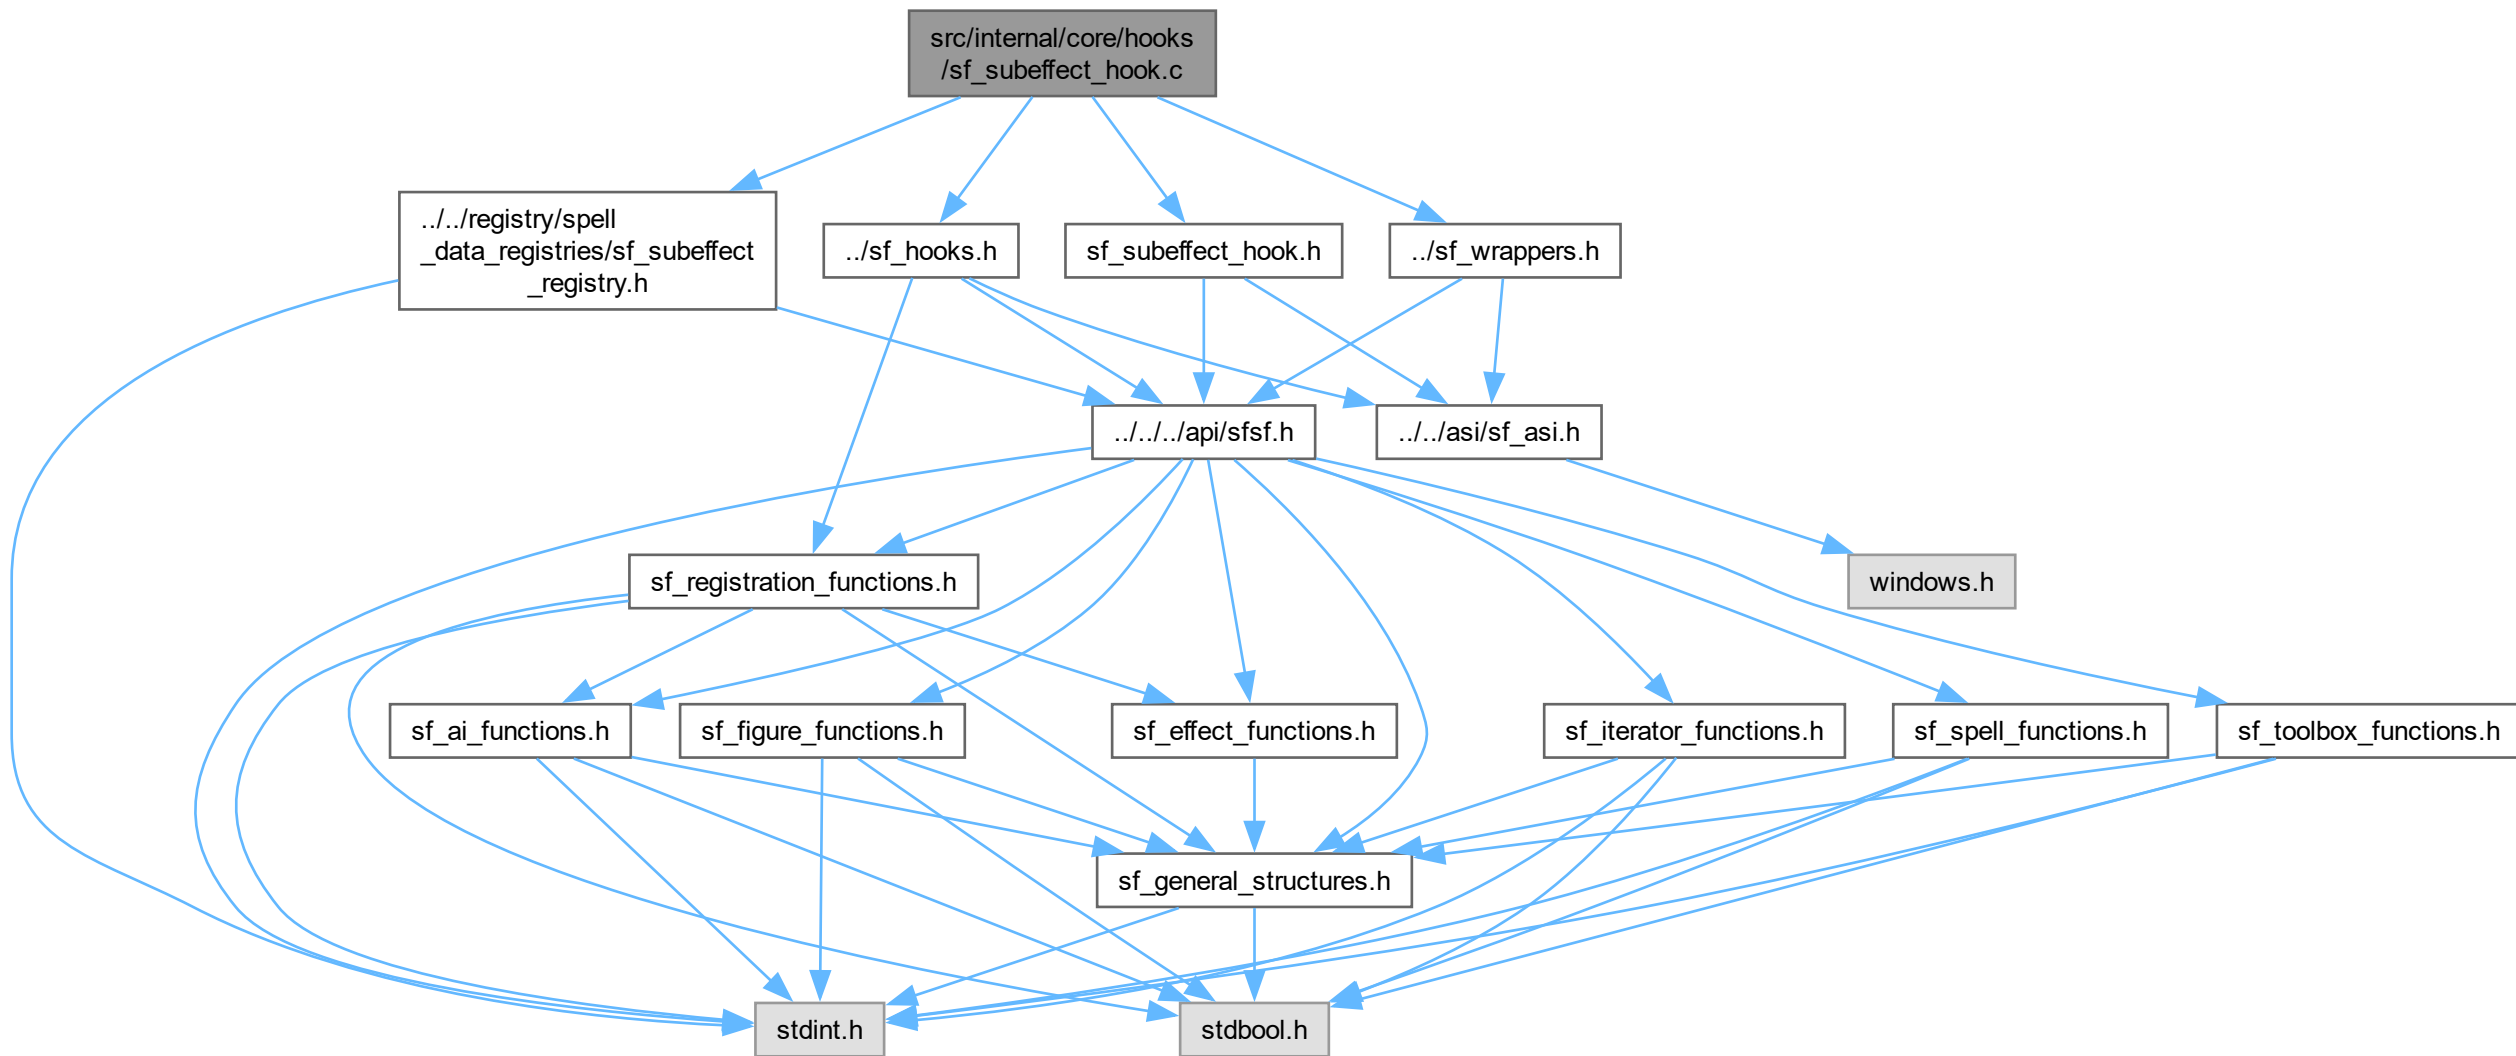 src/internal/core/hooks
/sf_subeffect_hook.c
../../registry/spell
_data_registries/sf_subeffect
_registry.h
../sf_hooks.h
sf_subeffect_hook.h
../sf_wrappers.h
../../../api/sfsf.h
../../asi/sf_asi.h
sf_registration_functions.h
windows.h
sf_ai_functions.h
sf_figure_functions.h
sf_effect_functions.h
sf_iterator_functions.h
sf_spell_functions.h
sf_toolbox_functions.h
sf_general_structures.h
stdint.h
stdbool.h